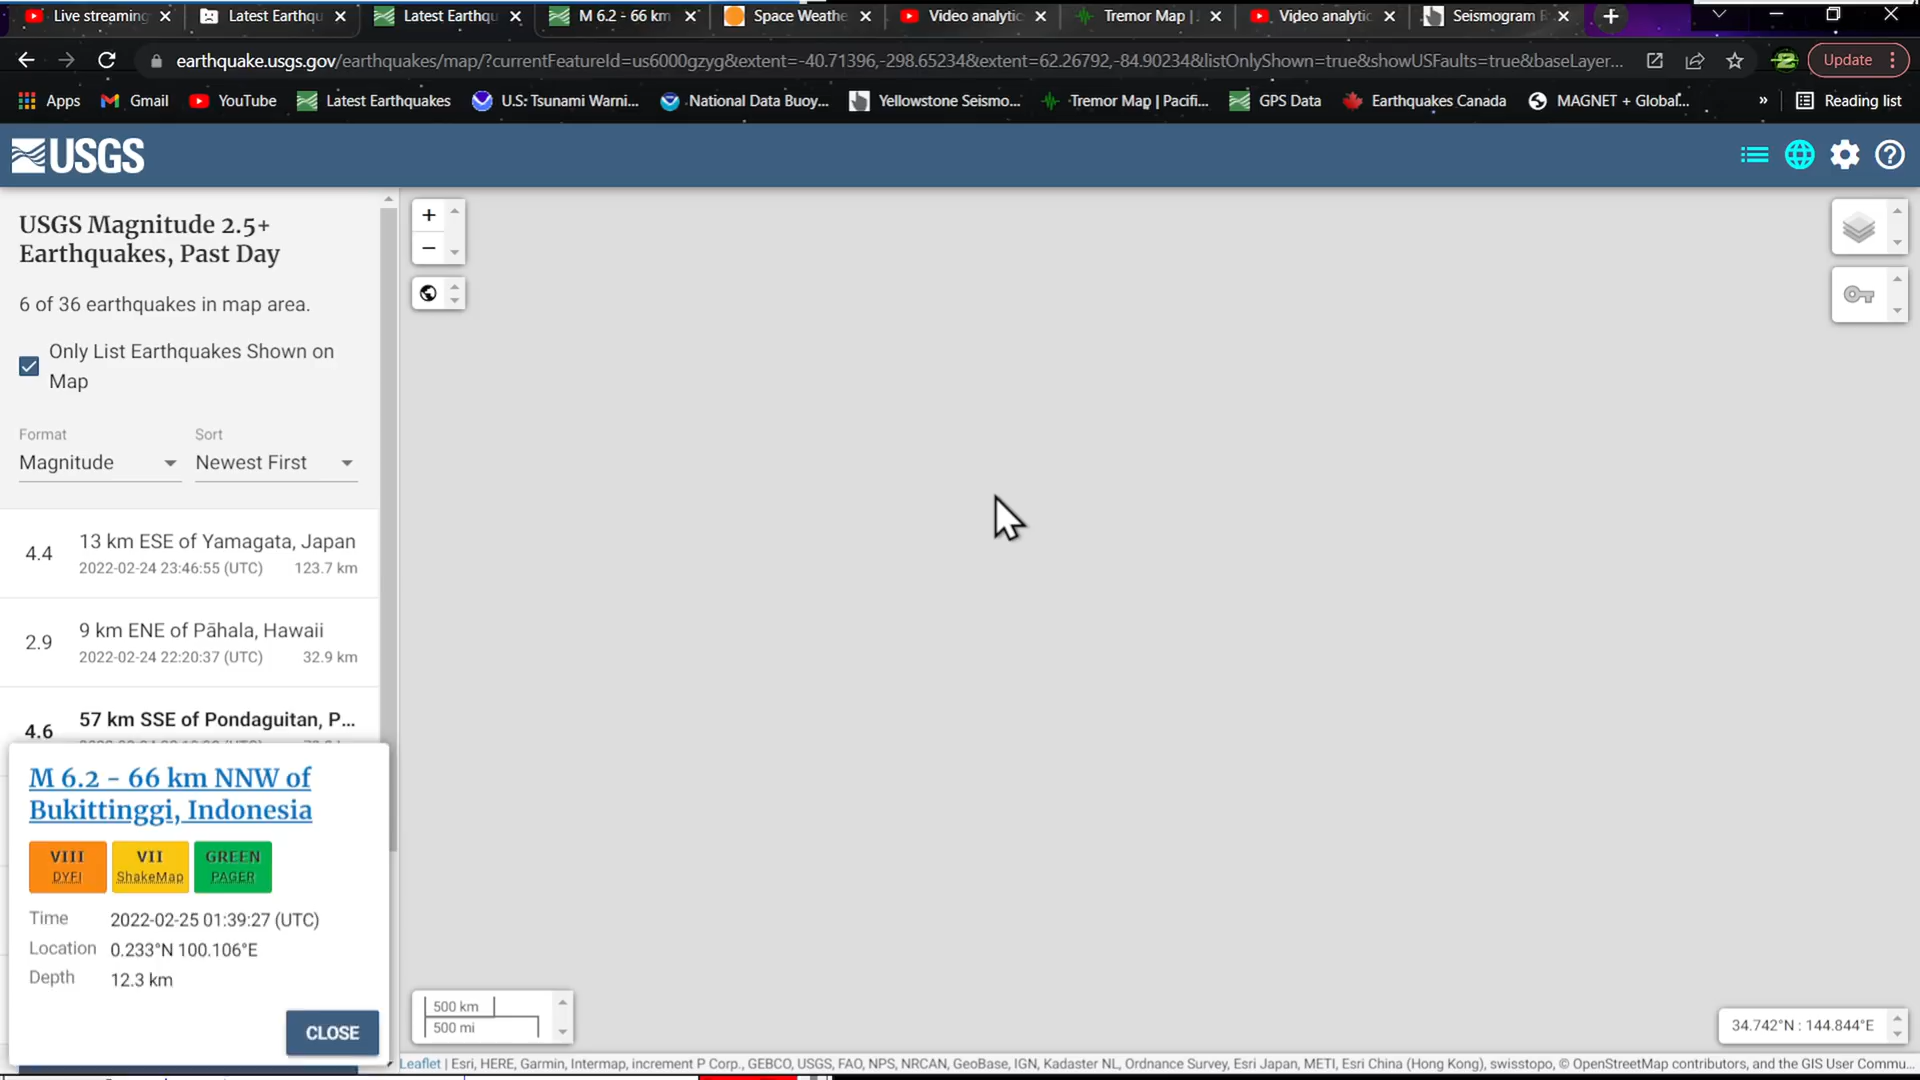 Live streaming
Latest Earthqu
Latest Earthqu
M 6.2 - 66 km
Space Weathe
Video analytic
Tremor Map |
Video analytic
Seismogram
earthquake.usgs.gov/earthquakes/map/?currentFeatureId=us6000gzyg&extent=-40.71396,-298.65234&extent=62.26792,-84.90234&listOnlyShown=true&showUSFaults=true&baseLayer...
Update
Apps
Gmail
YouTube
Latest Earthquakes
U.S: Tsunami Warni...
National Data Buoy...
Yellowstone Seismo...
Tremor Map | Pacifi...
GPS Data
Earthquakes Canada
MAGNET + Global...
»
Reading list
USGS
USGS Magnitude 2.5+
Earthquakes, Past Day
6 of 36 earthquakes in map area.
Only List Earthquakes Shown on
Map
Format
Sort
Magnitude
Newest First
4.4
13 km ESE of Yamagata, Japan
2022-02-24 23:46:55 (UTC)
123.7 km
2.9
9 km ENE of Pāhala, Hawaii
2022-02-24 22:20:37 (UTC)
32.9 km
4.6
57 km SSE of Pondaguitan, P...
M 6.2 - 66 km NNW of
Bukittinggi, Indonesia
VIII
DYFI
VII
ShakeMap
GREEN
PAGER
Time
2022-02-25 01:39:27 (UTC)
Location
0.233°N 100.106°E
Depth
12.3 km
CLOSE
500 km
500 mi
34.742°N : 144.844°E
Leaflet | Esri, HERE, Garmin, Intermap, increment P Corp., GEBCO, USGS, FAO, NPS, NRCAN, GeoBase, IGN, Kadaster NL, Ordnance Survey, Esri Japan, METI, Esri China (Hong Kong), swisstopo, © OpenStreetMap contributors, and the GIS User Commu...